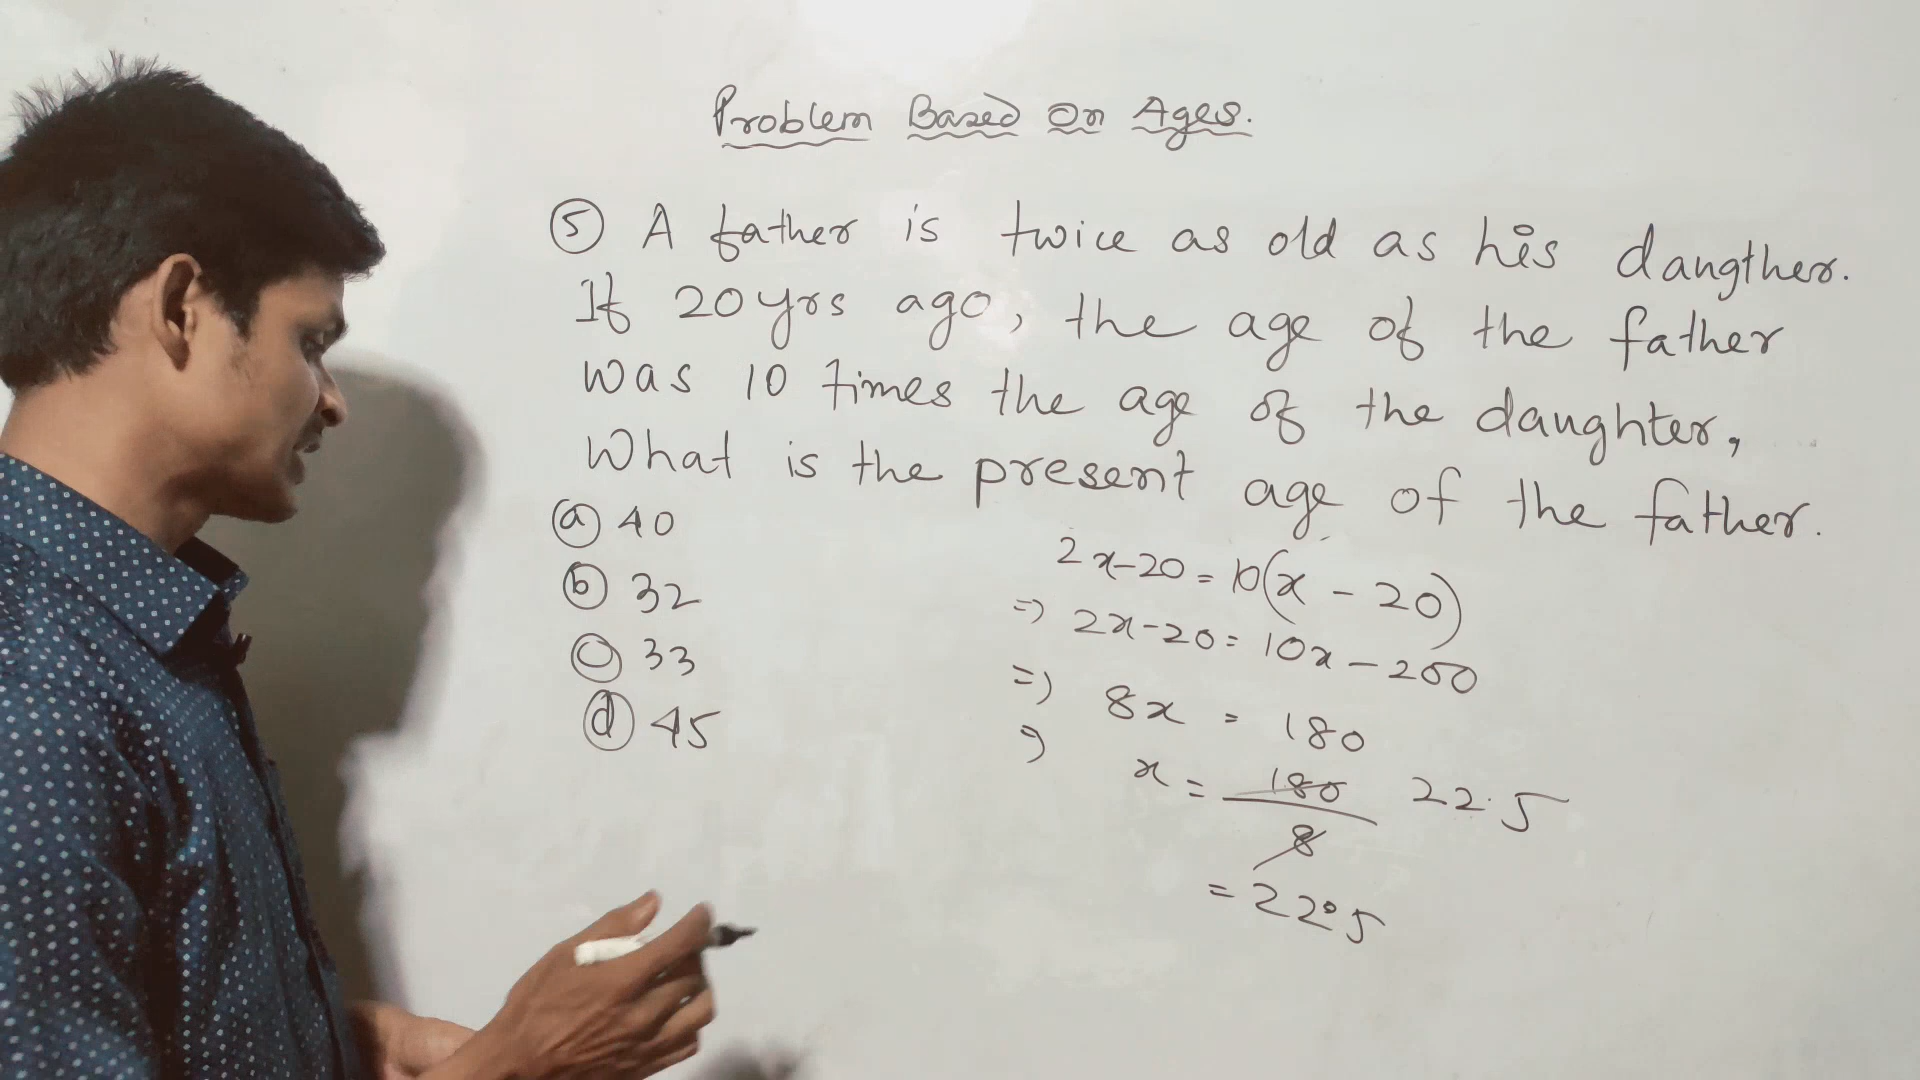 Problem Based On Ages.
⑤ A father is twice as old as his daugther.
If 20 yrs ago, the age of the father
was 10 times the age of the daughter,
What is the present age of the father.
ⓐ 40
ⓑ 32
ⓒ 33
ⓓ 45
2x-20 = 10(x - 20)
=> 2x-20 = 10x - 200
=> 8x = 180
=> x = 180/8 22.5
= 22.5